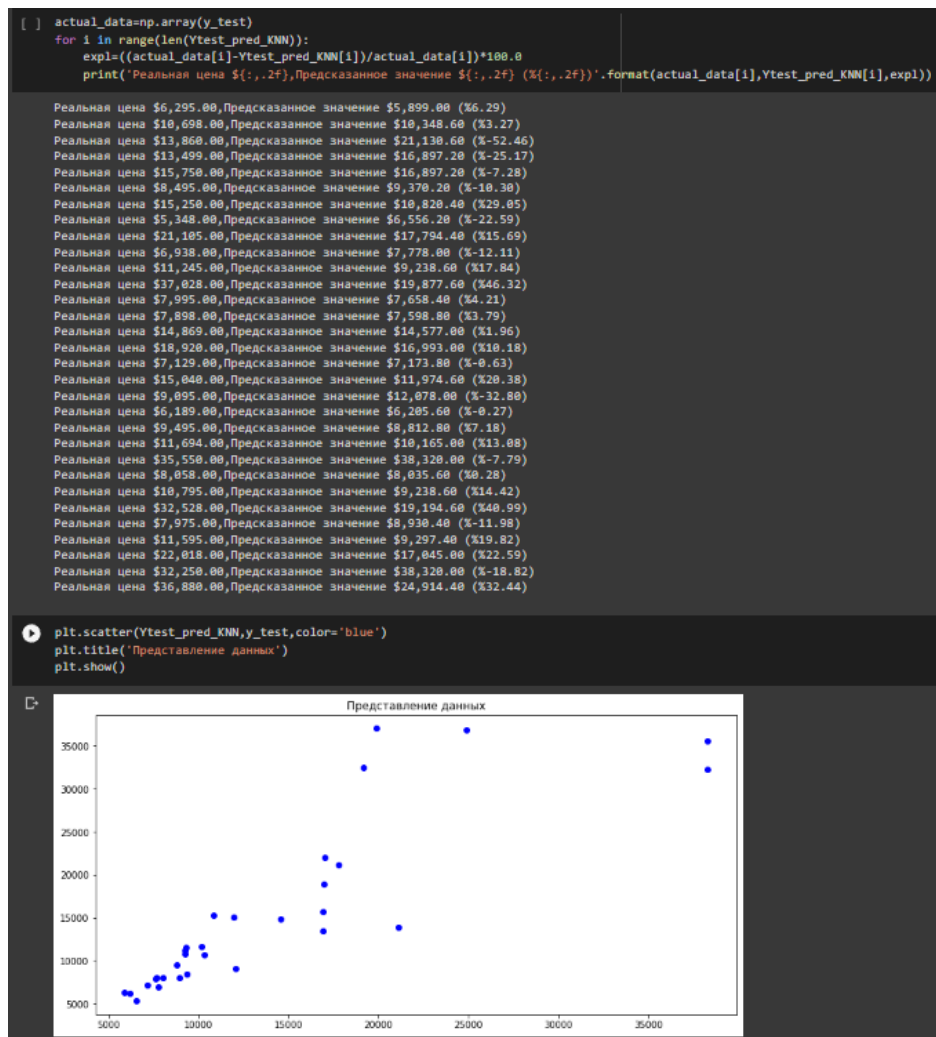 [ ] actual_data=np.array(y_test)
for i in range(len(Ytest_pred_KNN)):
expl=((actual_data[i]-Ytest_pred_KNN[i])/actual_data[i])*100.0
print('Реальная цена ${:,.2f},Предсказанное значение ${:,.2f} (%{:,.2f})'.format(actual_data[i],Ytest_pred_KNN[i],expl))
Реальная цена $6,295.00,Предсказанное значение $5,899.00 (%6.29)
Реальная цена $10,698.00,Предсказанное значение $10,348.60 (%3.27)
Реальная цена $13,860.00,Предсказанное значение $21,130.60 (%-52.46)
Реальная цена $13,499.00,Предсказанное значение $16,897.20 (%-25.17)
Реальная цена $15,750.00,Предсказанное значение $16,897.20 (%-7.28)
Реальная цена $8,495.00,Предсказанное значение $9,370.20 (%-10.30)
Реальная цена $15,250.00,Предсказанное значение $10,820.40 (%29.05)
Реальная цена $5,348.00,Предсказанное значение $6,556.20 (%-22.59)
Реальная цена $21,105.00,Предсказанное значение $17,794.40 (%15.69)
Реальная цена $6,938.00,Предсказанное значение $7,778.00 (%-12.11)
Реальная цена $11,245.00,Предсказанное значение $9,238.60 (%17.84)
Реальная цена $37,028.00,Предсказанное значение $19,877.60 (%46.32)
Реальная цена $7,995.00,Предсказанное значение $7,658.40 (%4.21)
Реальная цена $7,898.00,Предсказанное значение $7,598.80 (%3.79)
Реальная цена $14,869.00,Предсказанное значение $14,577.00 (%1.96)
Реальная цена $18,920.00,Предсказанное значение $16,993.00 (%10.18)
Реальная цена $7,129.00,Предсказанное значение $7,173.80 (%-0.63)
Реальная цена $15,040.00,Предсказанное значение $11,974.60 (%20.38)
Реальная цена $9,095.00,Предсказанное значение $12,078.00 (%-32.80)
Реальная цена $6,189.00,Предсказанное значение $6,205.60 (%-0.27)
Реальная цена $9,495.00,Предсказанное значение $8,812.80 (%7.18)
Реальная цена $11,694.00,Предсказанное значение $10,165.00 (%13.08)
Реальная цена $35,550.00,Предсказанное значение $38,320.00 (%-7.79)
Реальная цена $8,058.00,Предсказанное значение $8,035.60 (%0.28)
Реальная цена $10,795.00,Предсказанное значение $9,238.60 (%14.42)
Реальная цена $32,528.00,Предсказанное значение $19,194.60 (%40.99)
Реальная цена $7,975.00,Предсказанное значение $8,930.40 (%-11.98)
Реальная цена $11,595.00,Предсказанное значение $9,297.40 (%19.82)
Реальная цена $22,018.00,Предсказанное значение $17,045.00 (%22.59)
Реальная цена $32,250.00,Предсказанное значение $38,320.00 (%-18.82)
Реальная цена $36,880.00,Предсказанное значение $24,914.40 (%32.44)
plt.scatter(Ytest_pred_KNN,y_test,color='blue')
plt.title('Представление данных')
plt.show()
Представление данных
35000
30000
25000
20000
15000
10000
5000
5000 10000 15000 20000 25000 30000 35000